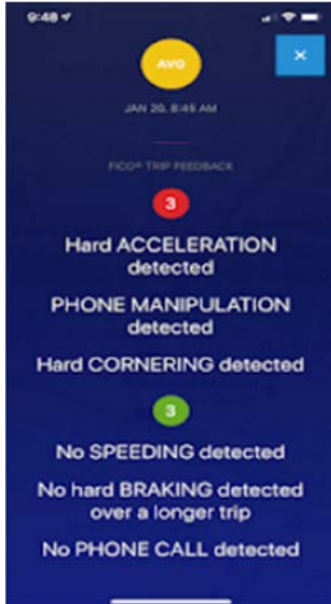 9:48
AVG
×
JAN 20, 8:46 AM
FICO® TRIP FEEDBACK
3
Hard ACCELERATION
detected
PHONE MANIPULATION
detected
Hard CORNERING detected
3
No SPEEDING detected
No hard BRAKING detected
over a longer trip
No PHONE CALL detected